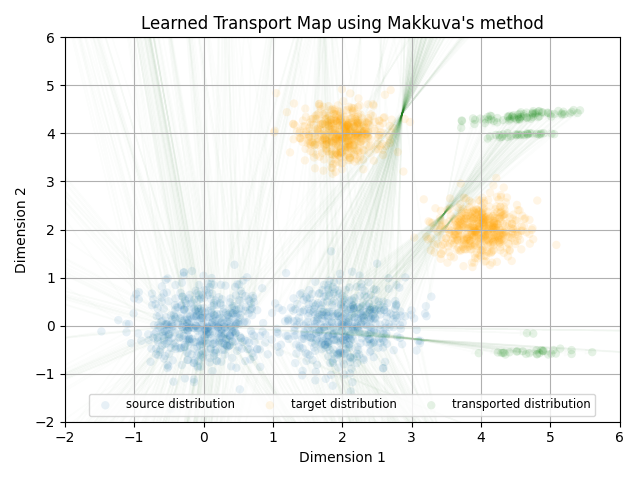 Learned Transport Map using Makkuva's method
6
5
4
3
2
1
0
−1
−2
Dimension 2
source distribution target distribution transported distribution
−2 −1 0 1 2 3 4 5 6
Dimension 1